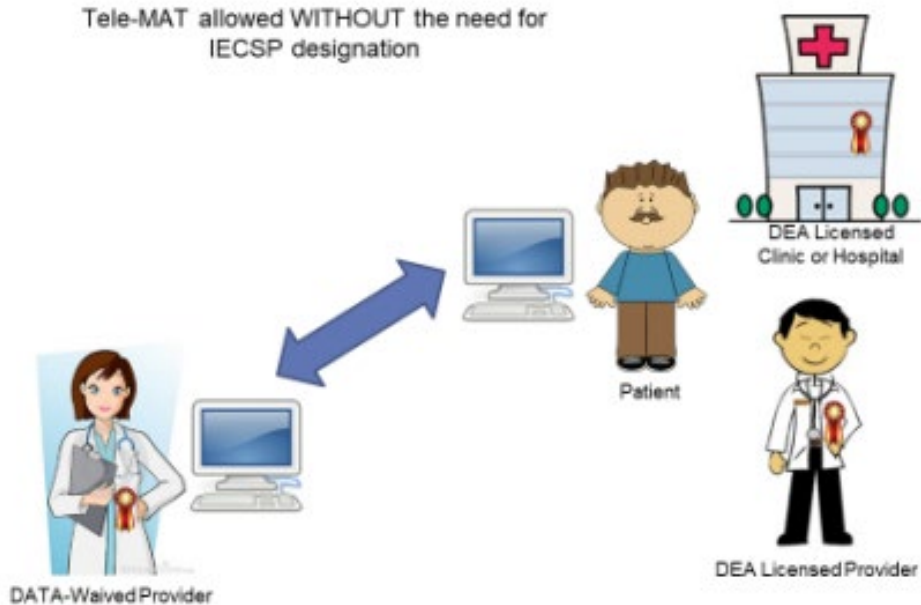 Tele-MAT allowed WITHOUT the need for
IECSP designation
DEA Licensed
Clinic or Hospital
Patient
DEA Licensed Provider
DATA-Waived Provider